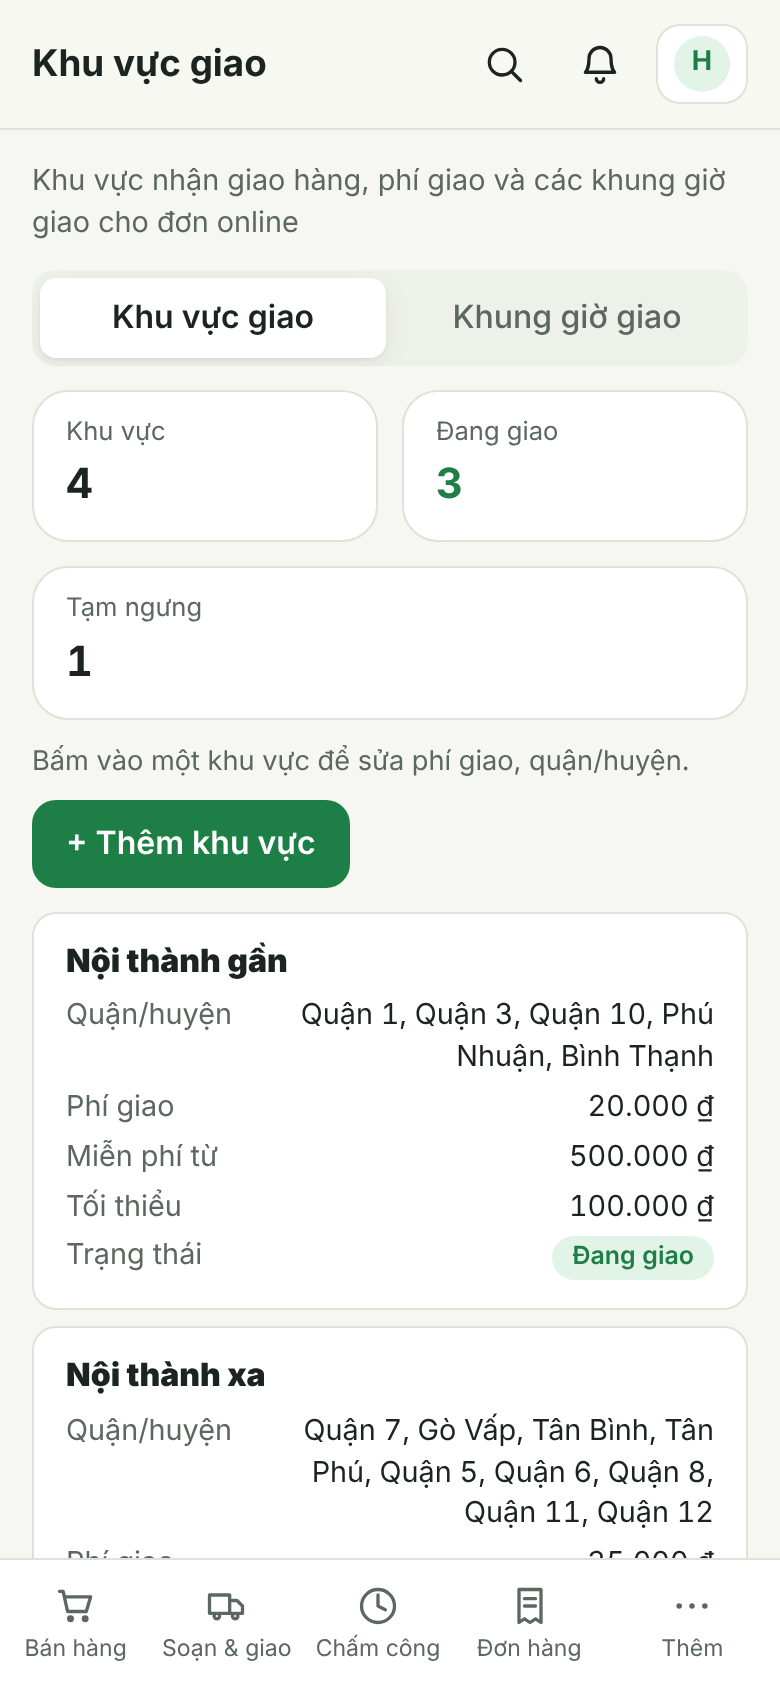 Khu vực giao
H
Khu vực nhận giao hàng, phí giao và các khung giờ
giao cho đơn online
Khu vực giao
Khung giờ giao
Khu vực
4
Đang giao
3
Tạm ngưng
1
Bấm vào một khu vực để sửa phí giao, quận/huyện.
+ Thêm khu vực
Nội thành gần
Quận/huyện Quận 1, Quận 3, Quận 10, Phú
Nhuận, Bình Thạnh
Phí giao 20.000 ₫
Miễn phí từ 500.000 ₫
Tối thiểu 100.000 ₫
Trạng thái Đang giao
Nội thành xa
Quận/huyện Quận 7, Gò Vấp, Tân Bình, Tân
Phú, Quận 5, Quận 6, Quận 8,
Quận 11, Quận 12
Phí giao
Bán hàng
Soạn & giao
Chấm công
Đơn hàng
Thêm